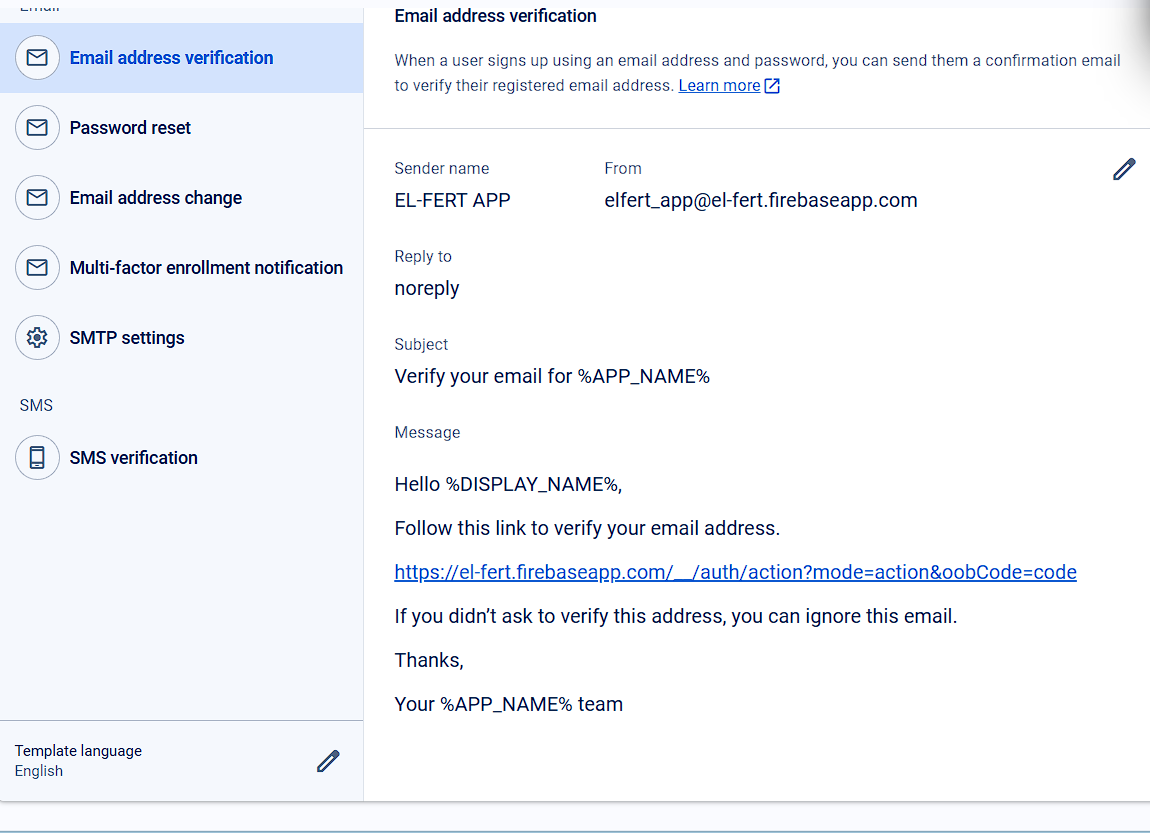 Email address verification
Password reset
Email address change
Multi-factor enrollment notification
SMTP settings
SMS
SMS verification
Template language
English
Email address verification
When a user signs up using an email address and password, you can send them a confirmation email
to verify their registered email address. Learn more
Sender name
EL-FERT APP
From
elfert_app@el-fert.firebaseapp.com
Reply to
noreply
Subject
Verify your email for %APP_NAME%
Message
Hello %DISPLAY_NAME%,
Follow this link to verify your email address.
https://el-fert.firebaseapp.com/__/auth/action?mode=action&oobCode=code
If you didn’t ask to verify this address, you can ignore this email.
Thanks,
Your %APP_NAME% team